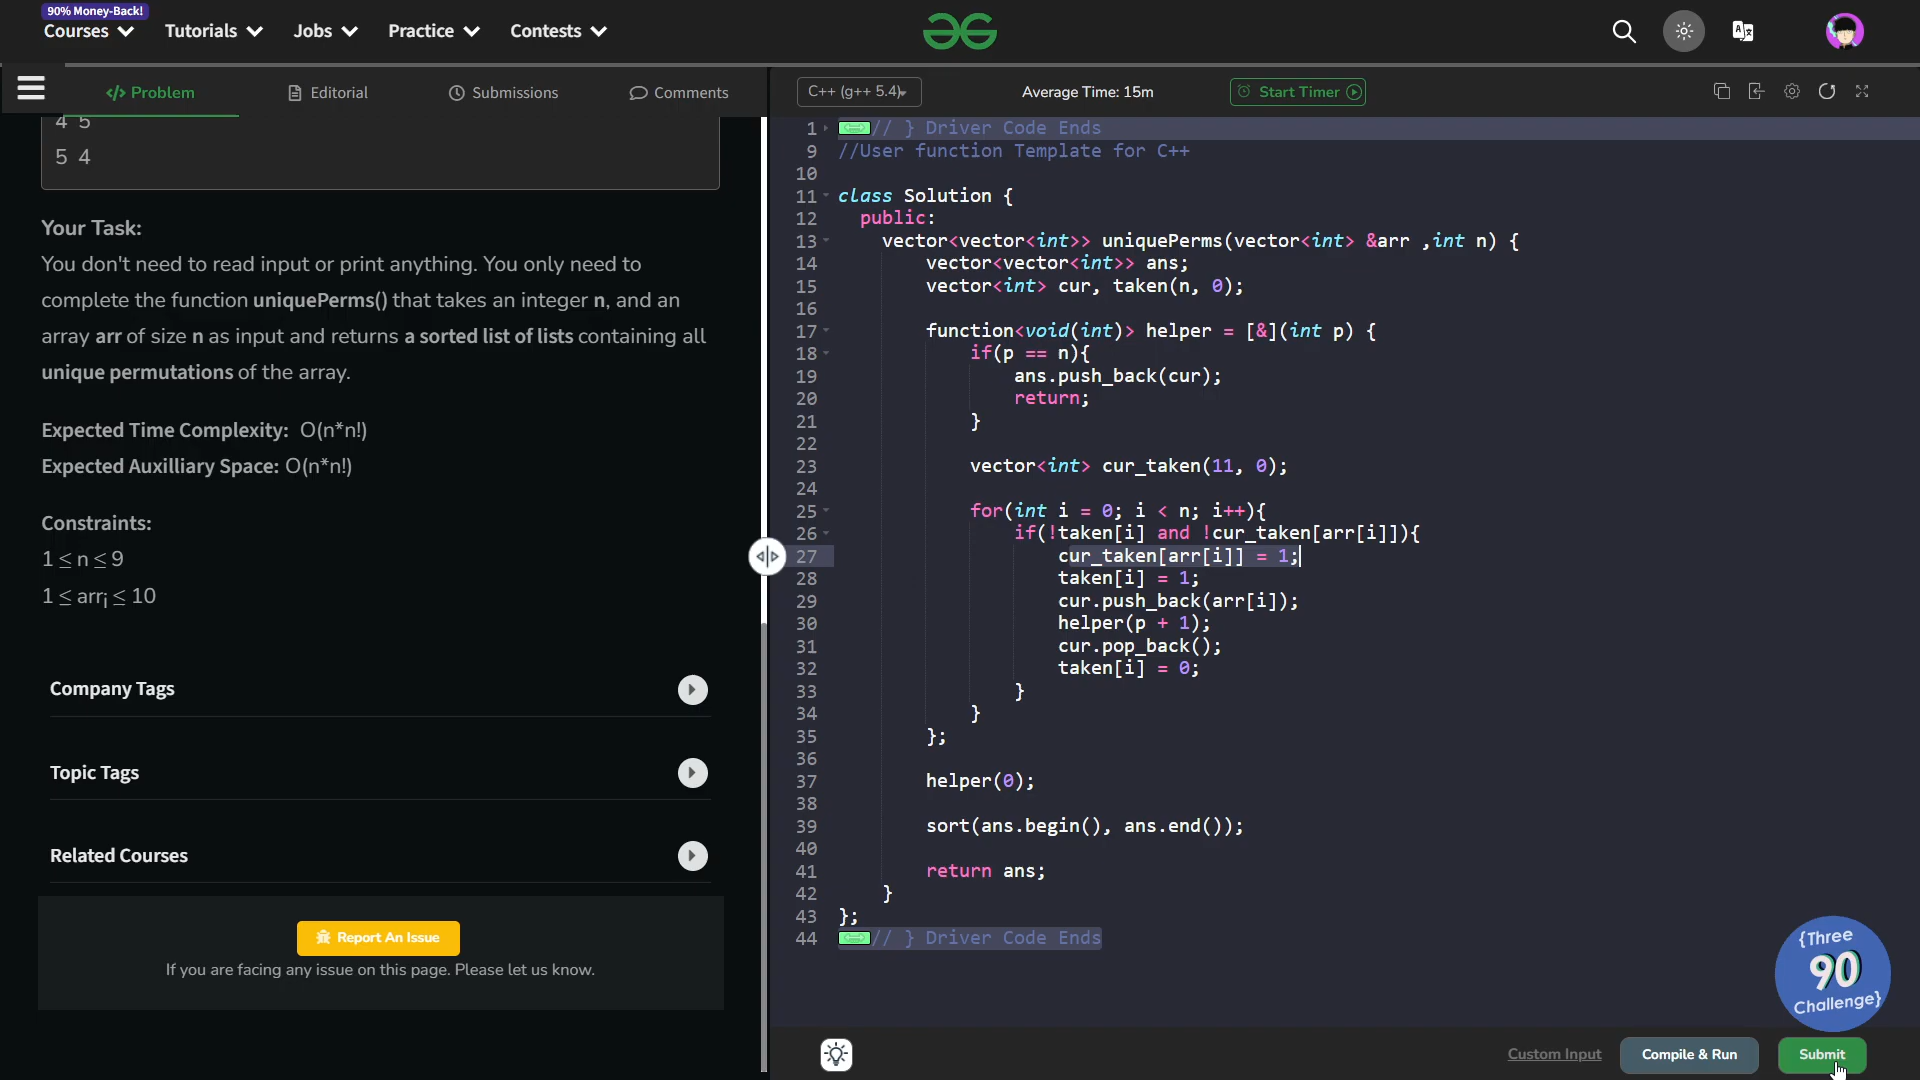 90% Money-Back!
Courses
Tutorials
Jobs
Practice
Contests
Problem
Editorial
Submissions
Comments
4 5
5 4
Your Task:
You don't need to read input or print anything. You only need to
complete the function uniquePerms() that takes an integer n, and an
array arr of size n as input and returns a sorted list of lists containing all
unique permutations of the array.
Expected Time Complexity: O(n*n!)
Expected Auxilliary Space: O(n*n!)
Constraints:
1 ≤ n ≤ 9
1 ≤ arri ≤ 10
Company Tags
Topic Tags
Related Courses
Report An Issue
If you are facing any issue on this page. Please let us know.
C++ (g++ 5.4)
Average Time: 15m
Start Timer
1 // } Driver Code Ends
9 //User function Template for C++
10
11 class Solution {
12 public:
13 vector<vector<int>> uniquePerms(vector<int> &arr ,int n) {
14 vector<vector<int>> ans;
15 vector<int> cur, taken(n, 0);
16
17 function<void(int)> helper = [&](int p) {
18 if(p == n){
19 ans.push_back(cur);
20 return;
21 }
22
23 vector<int> cur_taken(11, 0);
24
25 for(int i = 0; i < n; i++){
26 if(!taken[i] and !cur_taken[arr[i]]){
27 cur_taken[arr[i]] = 1;
28 taken[i] = 1;
29 cur.push_back(arr[i]);
30 helper(p + 1);
31 cur.pop_back();
32 taken[i] = 0;
33 }
34 }
35 };
36
37 helper(0);
38
39 sort(ans.begin(), ans.end());
40
41 return ans;
42 }
43 };
44 // } Driver Code Ends
{Three
90
Challenge}
Custom Input
Compile & Run
Submit